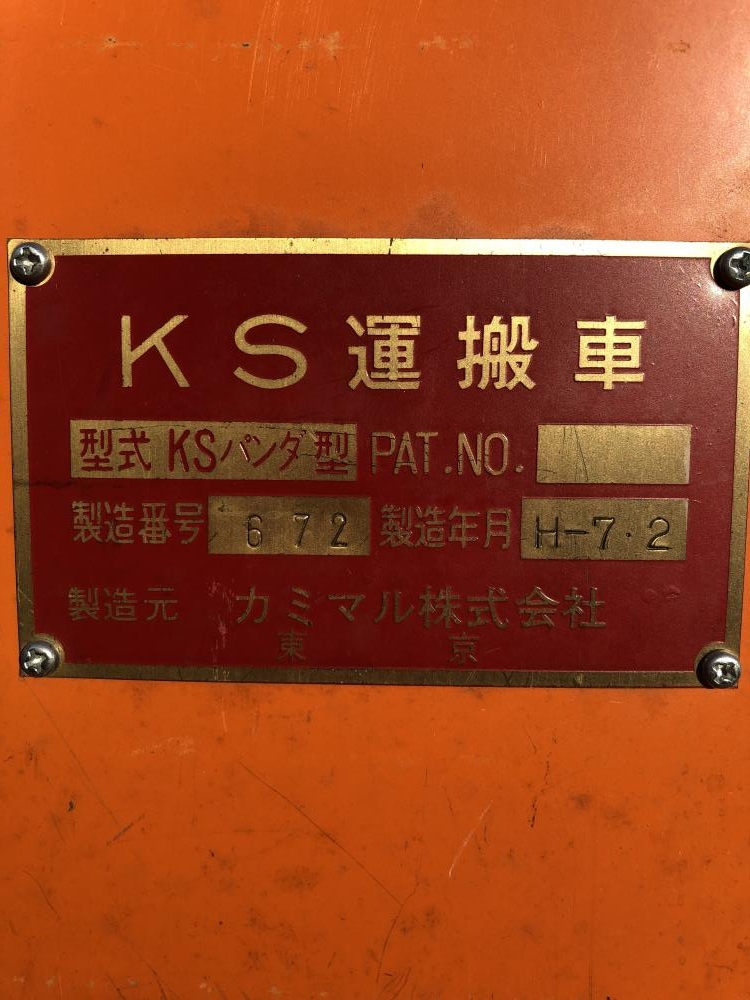 KS運搬車
型式 KSパンダ型 PAT.NO.
製造番号 672 製造年月 H-7・2
製造元 カミマル株式会社
東京